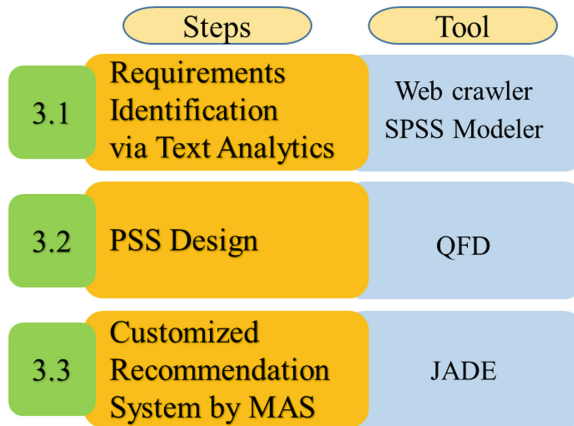 Steps
Tool
3.1
Requirements
Identification
via Text Analytics
Web crawler
SPSS Modeler
3.2
PSS Design
QFD
3.3
Customized
Recommendation
System by MAS
JADE